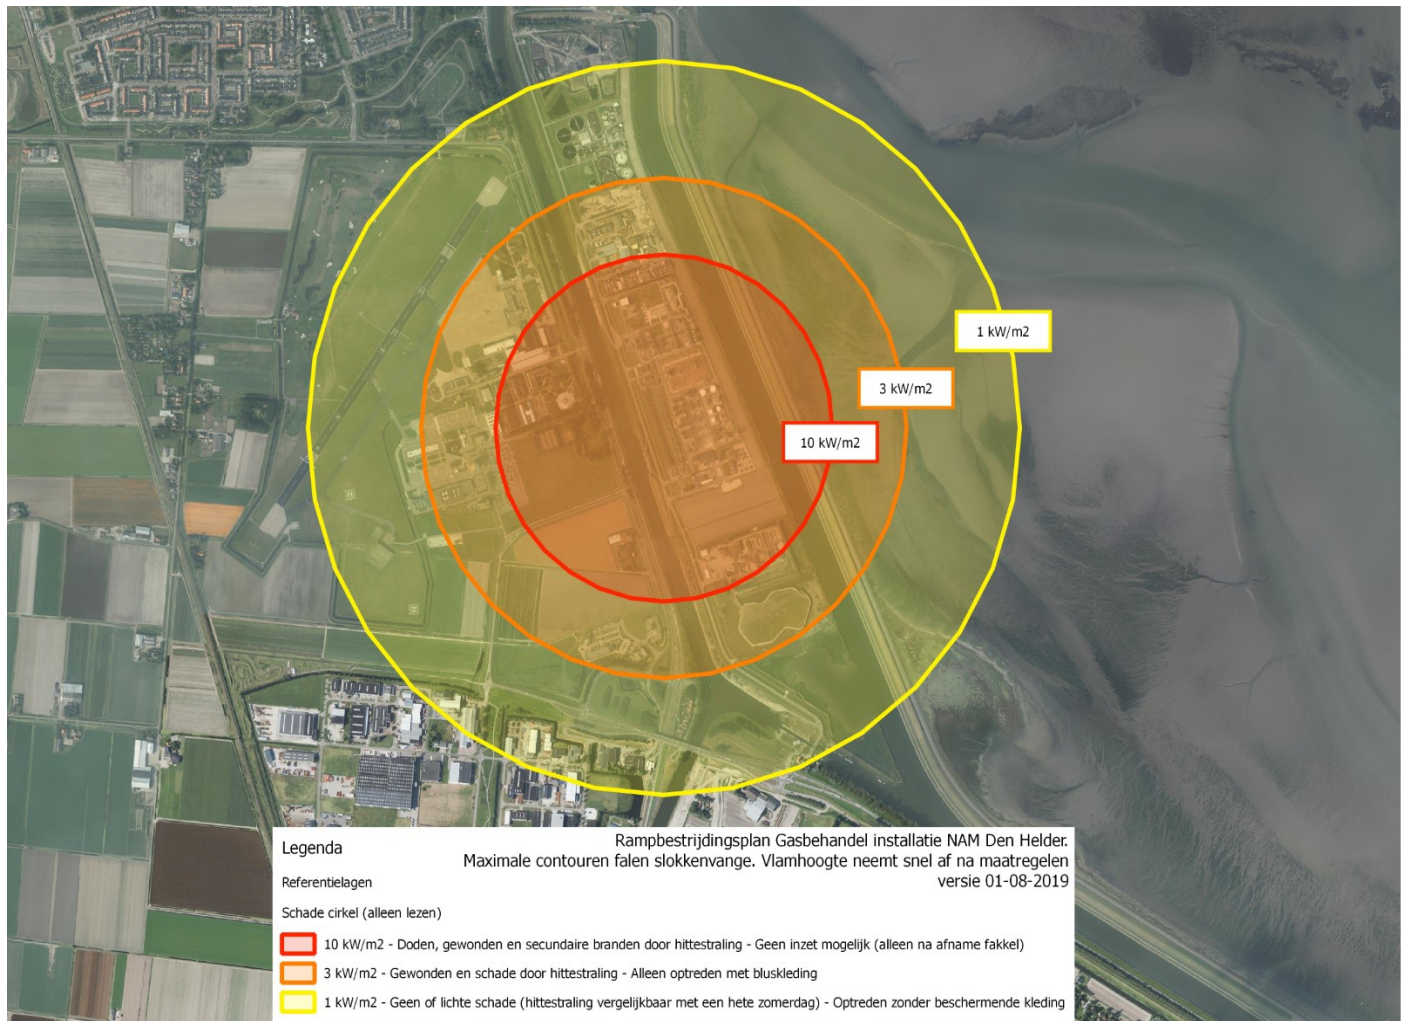 1 kW/m2
3 kW/m2
10 kW/m2
Legenda
Rampbestrijdingsplan Gasbehandel installatie NAM Den Helder.
Maximale contouren falen slokkenvange. Vlamhoogte neemt snel af na maatregelen
versie 01-08-2019
Referentielagen
Schade cirkel (alleen lezen)
10 kW/m2 - Doden, gewonden en secundaire branden door hittestraling - Geen inzet mogelijk (alleen na afname fakkel)
3 kW/m2 - Gewonden en schade door hittestraling - Alleen optreden met bluskleding
1 kW/m2 - Geen of lichte schade (hittestraling vergelijkbaar met een hete zomerdag) - Optreden zonder beschermende kleding